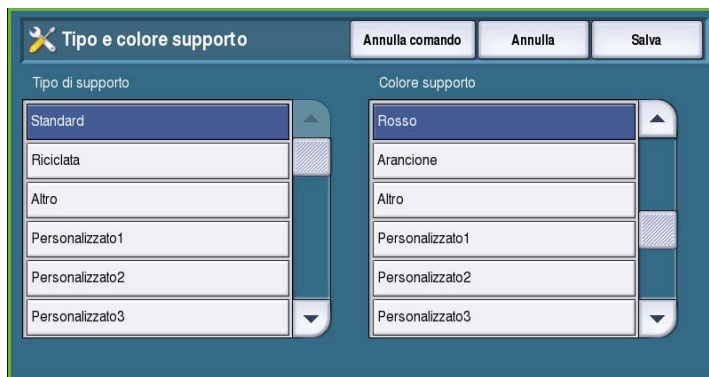 Tipo e colore supporto
Annulla comando
Annulla
Salva
Tipo di supporto
Colore supporto
Standard
Riciclata
Altro
Personalizzato1
Personalizzato2
Personalizzato3
Rosso
Arancione
Altro
Personalizzato1
Personalizzato2
Personalizzato3